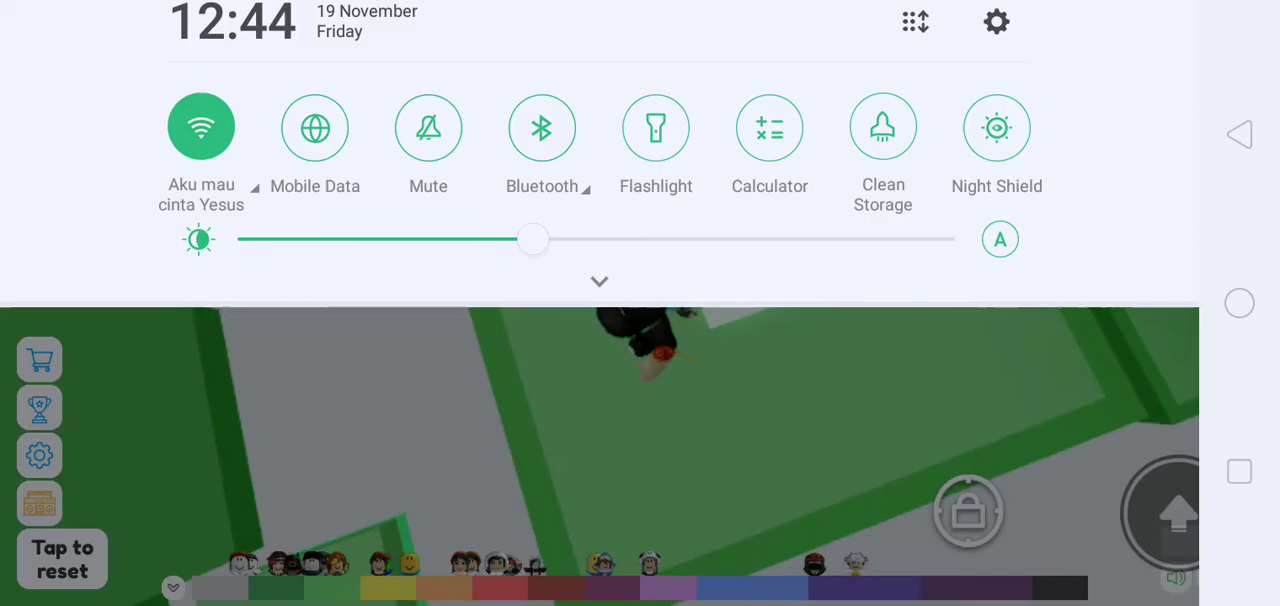 12:44
19 November
Friday
Aku mau
cinta Yesus
Mobile Data
Mute
Bluetooth
Flashlight
Calculator
Clean
Storage
Night Shield
A
Tap to
reset